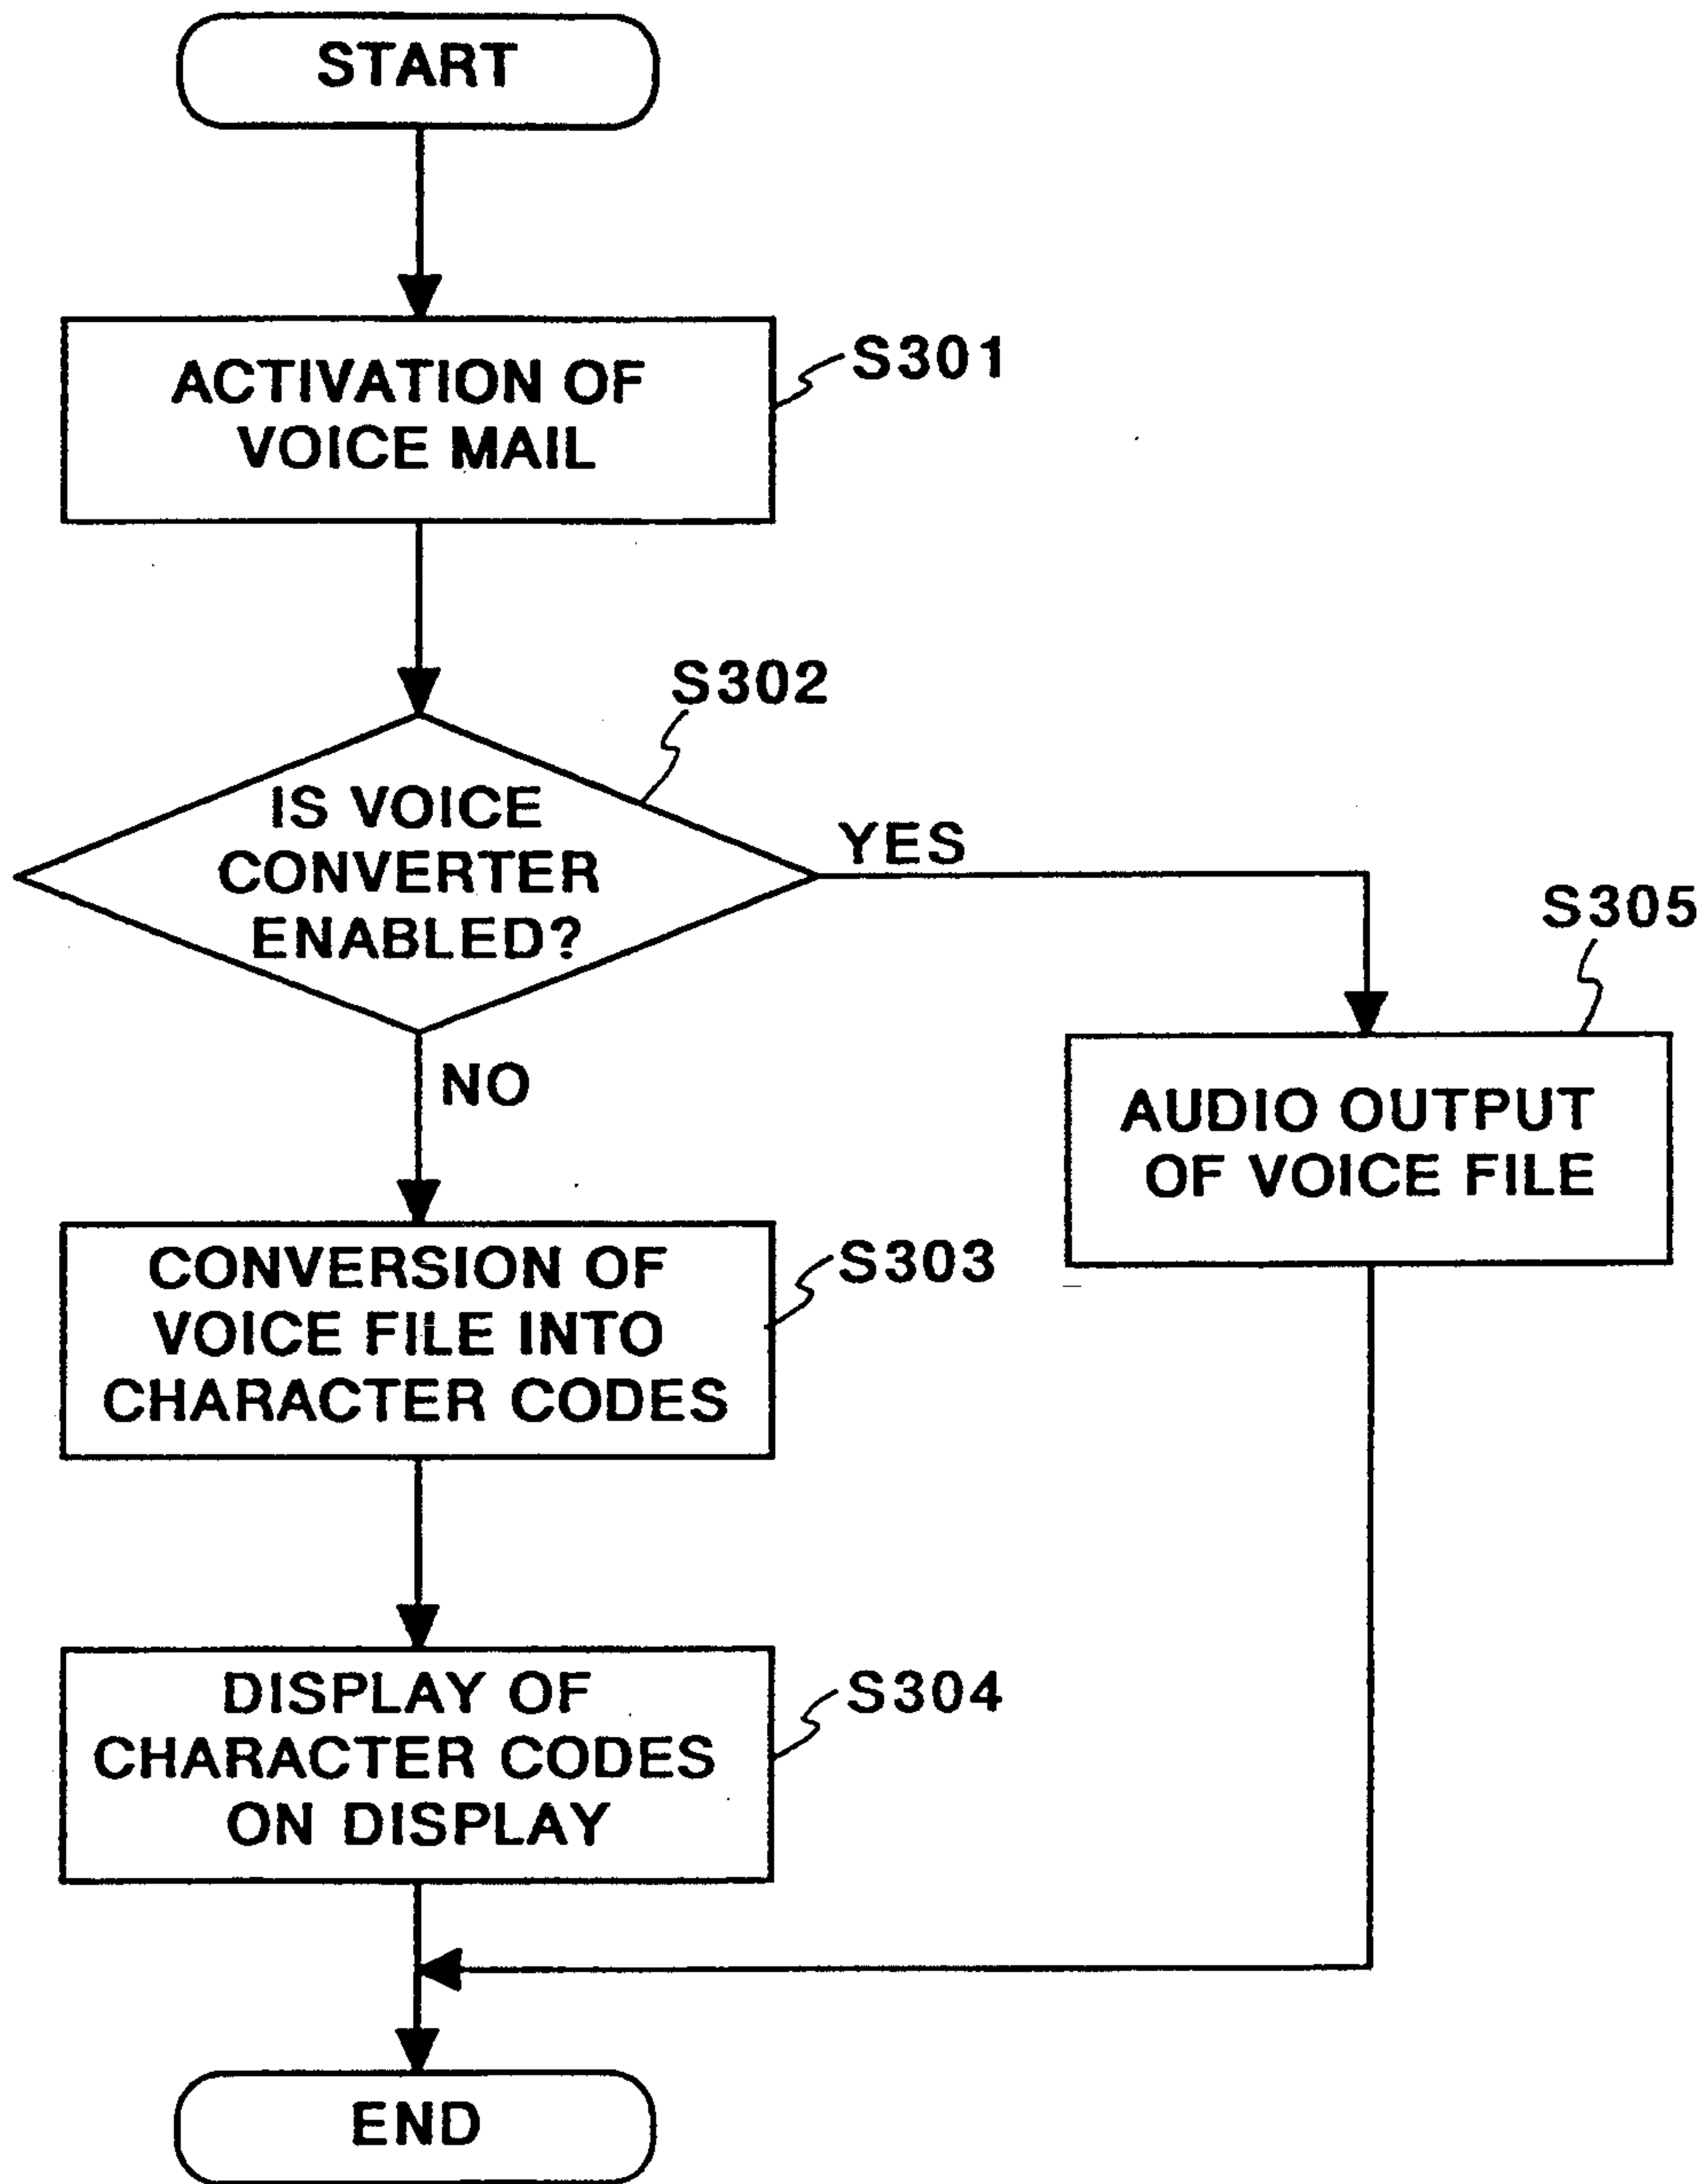 START
ACTIVATION OF
VOICE MAIL
S301
S302
IS VOICE
CONVERTER
ENABLED?
YES
S305
NO
AUDIO OUTPUT
OF VOICE FILE
CONVERSION OF
VOICE FILE INTO
CHARACTER CODES
S303
DISPLAY OF
CHARACTER CODES
ON DISPLAY
S304
END